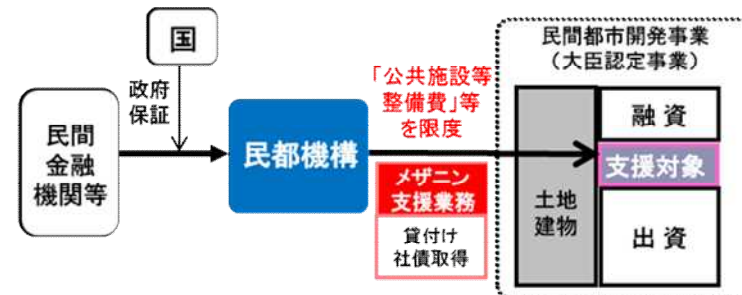 国
政府
保証
民間
金融
機関等
民都機構
「公共施設等
整備費」等
を限度
メザニン
支援業務
貸付け
社債取得
民間都市開発事業
（大臣認定事業）
土地
建物
融 資
支援対象
出 資